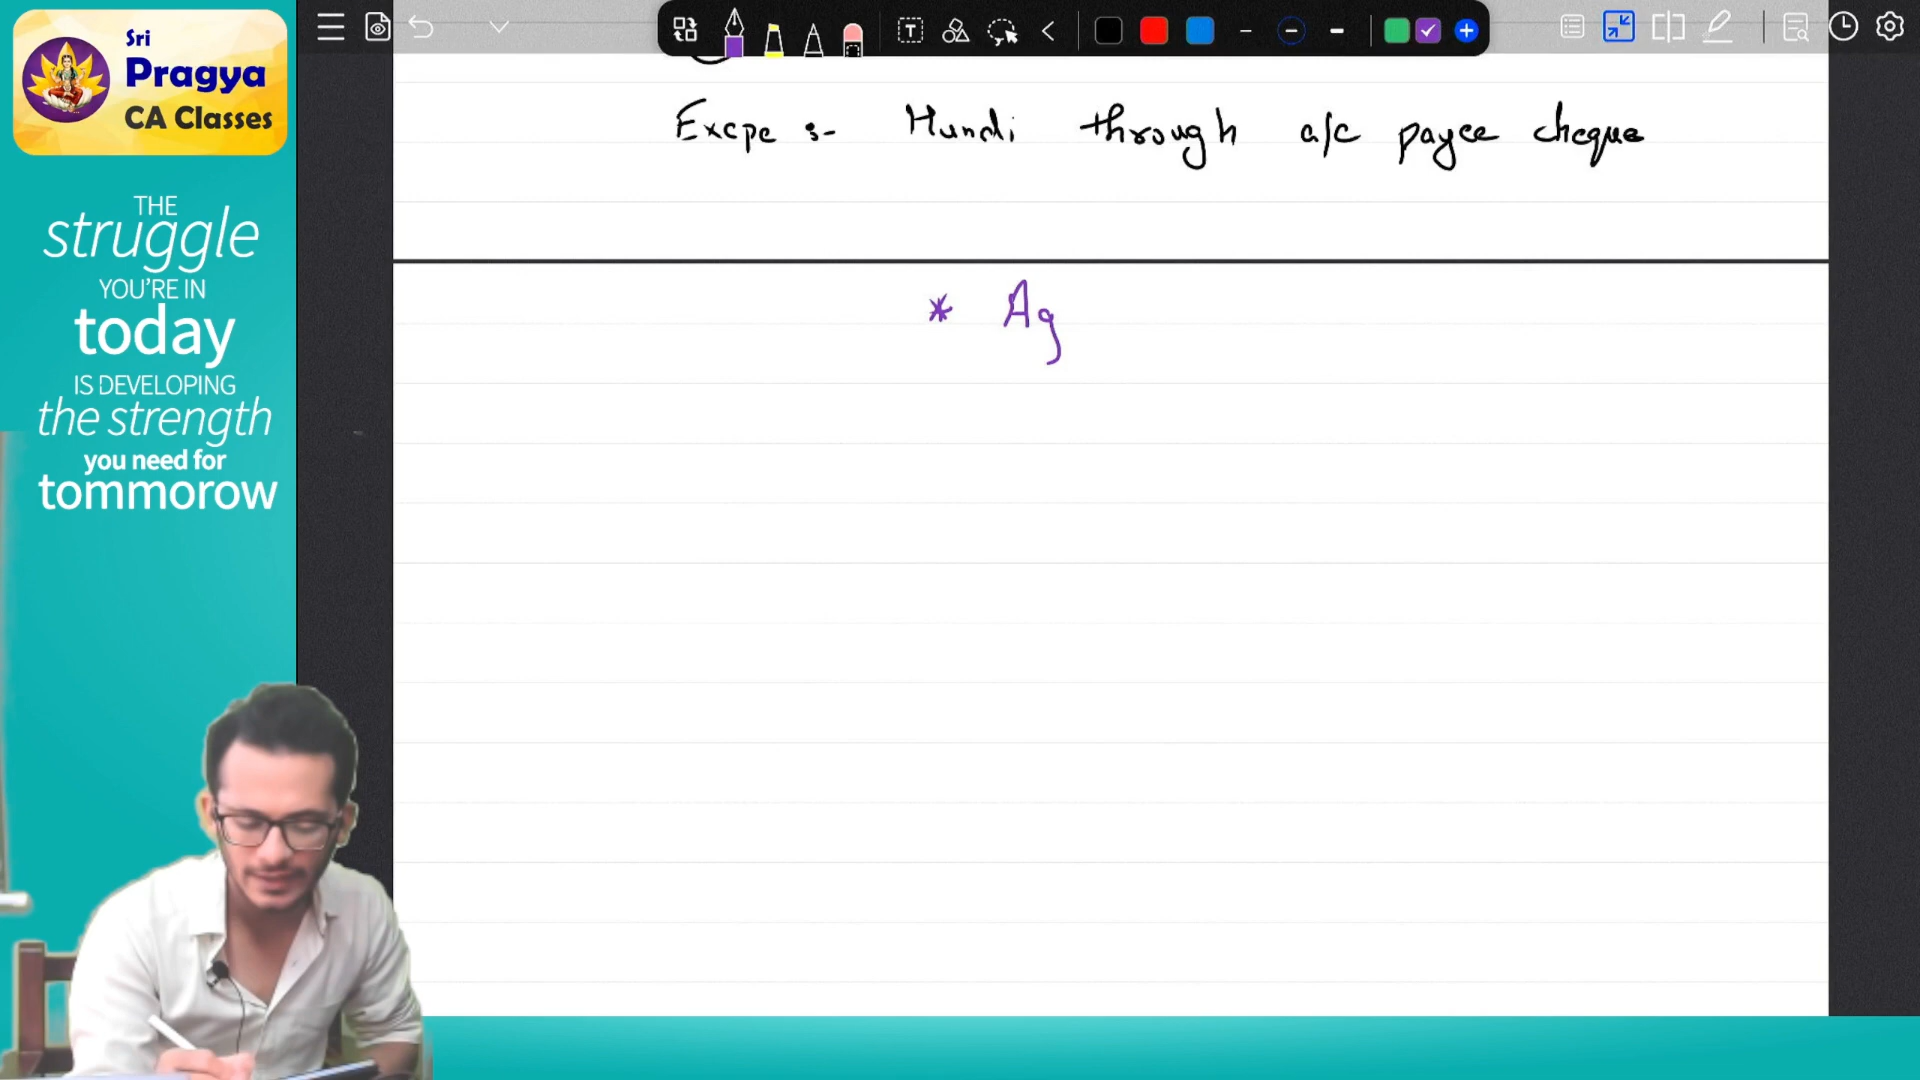 Sri
Pragya
CA Classes
THE
struggle
YOU'RE IN
today
IS DEVELOPING
the strength
you need for
tommorow
Excpe :- Hundi through a/c payee cheque
* Ag